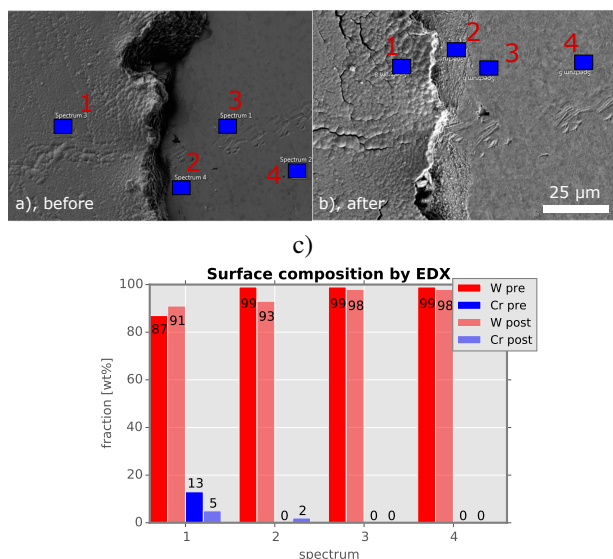 1
Spectrum 3
3
Spectrum 1
2
Spectrum 4
4
Spectrum 2
a), before
1
2
3
4
b), after
25 µm
c)
Surface composition by EDX
W pre
Cr pre
W post
Cr post
fraction [wt%]
100
80
60
40
20
0
87
91
13
5
99
93
0
2
99
98
0
0
99
98
0
0
1
2
3
4
spectrum